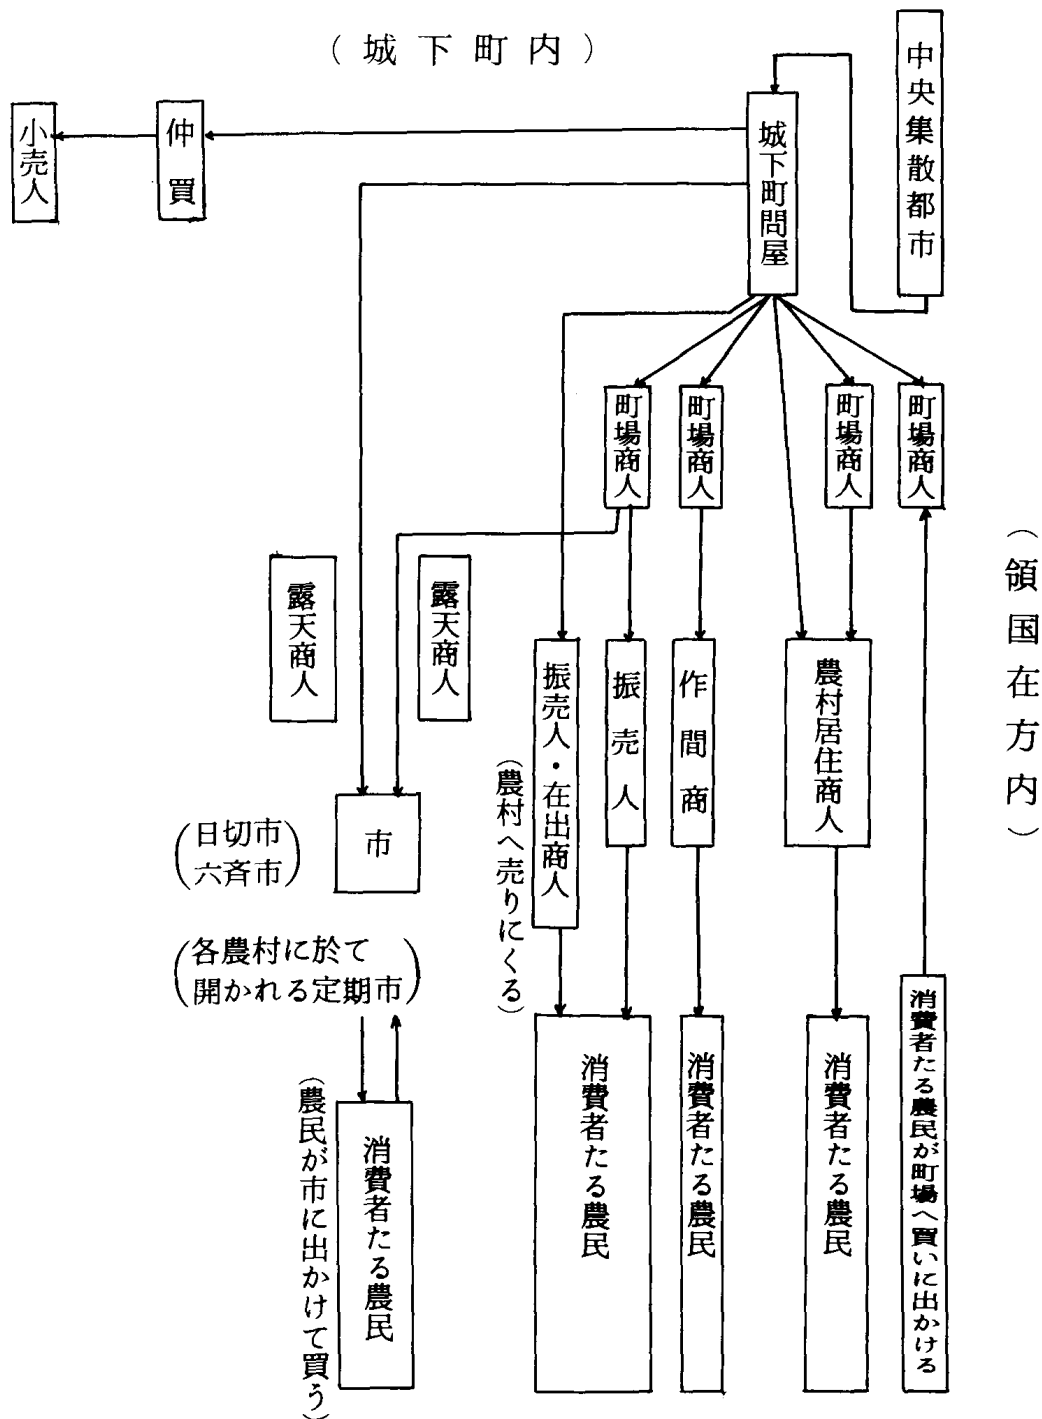 （城下町内）
中央集散都市
城下町問屋
仲買
小売人
（領国在方内）
町場商人
町場商人
町場商人
町場商人
露天商人
露天商人
農村居住商人
作間商
振売人
振売人・在出商人
（農村へ売りにくる）
市
（日切市
六斉市）
（各農村に於て
開かれる定期市）
消費者たる農民が町場へ買いに出かける
消費者たる農民
消費者たる農民
消費者たる農民
消費者たる農民
（農民が市に出かけて買う）